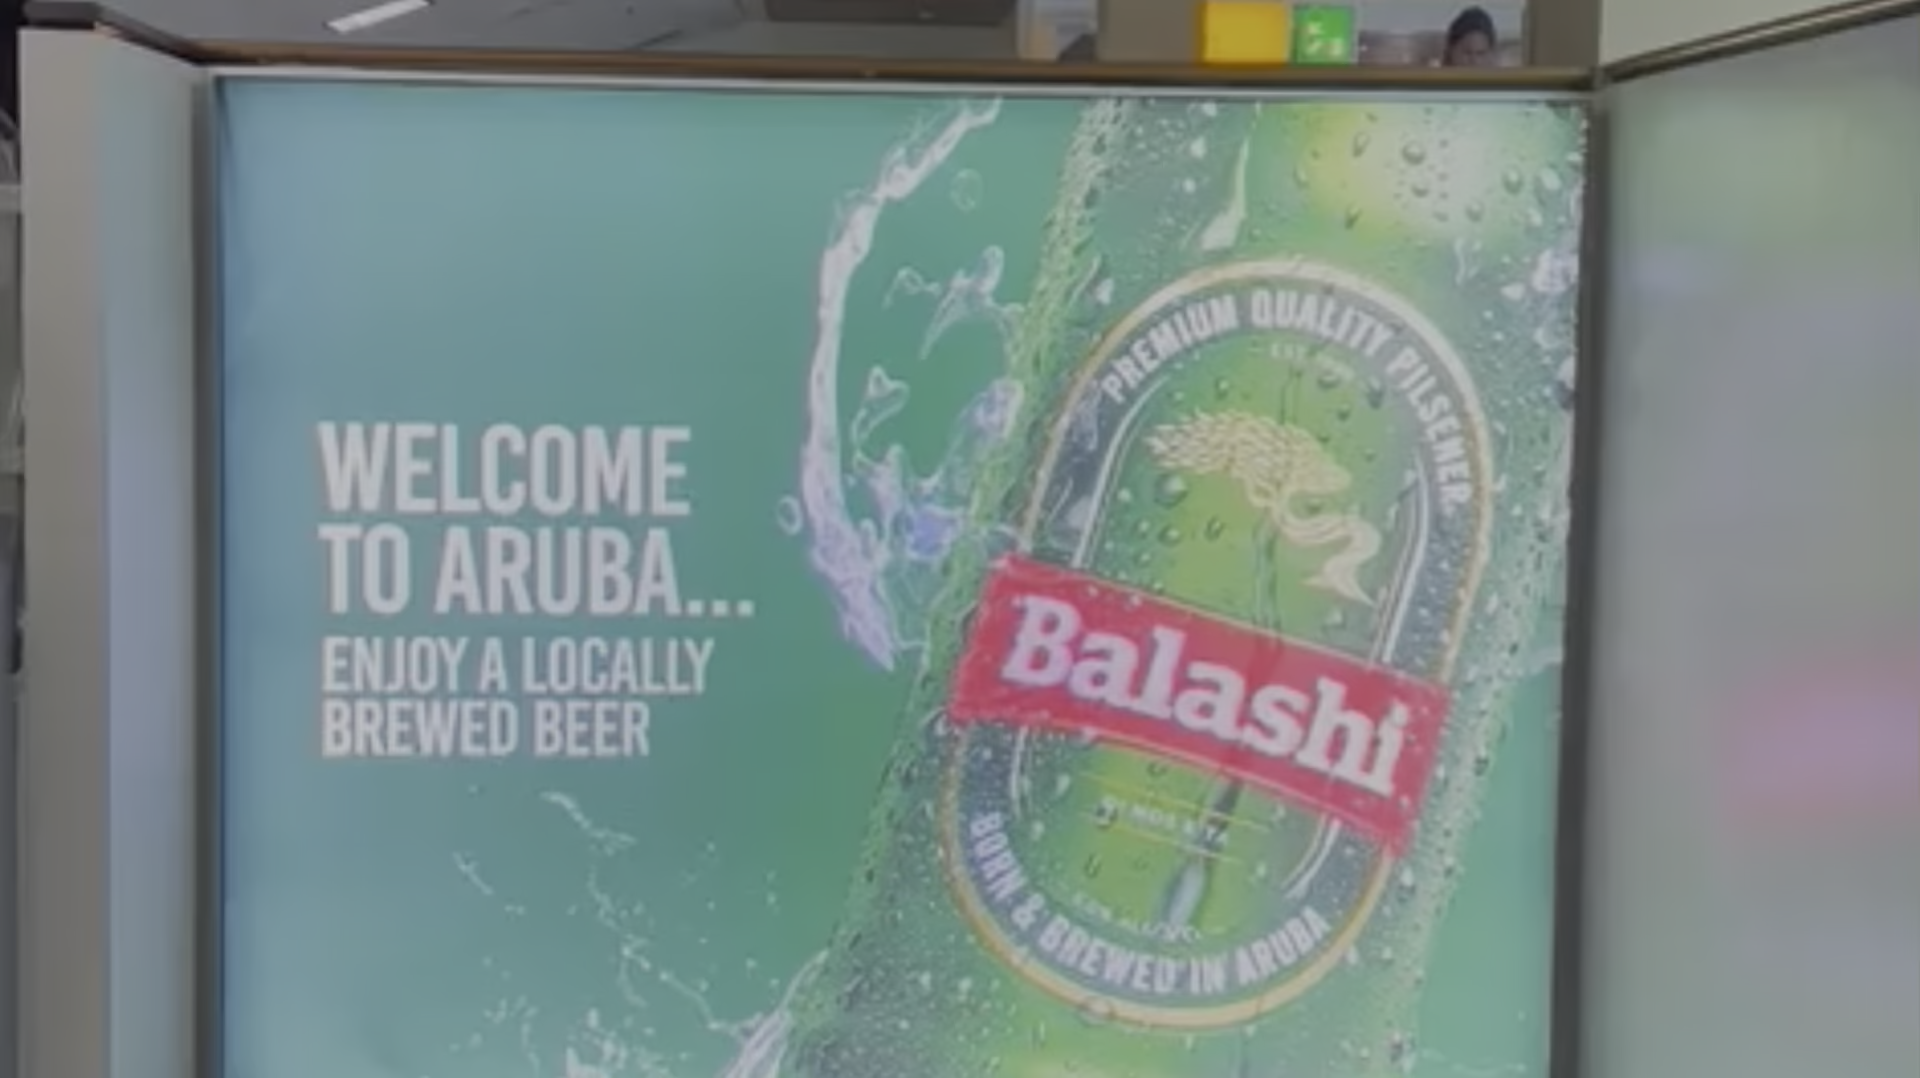 WELCOME
TO ARUBA...
ENJOY A LOCALLY
BREWED BEER
PREMIUM QUALITY PILSENER
Balashi
BORN & BREWED IN ARUBA